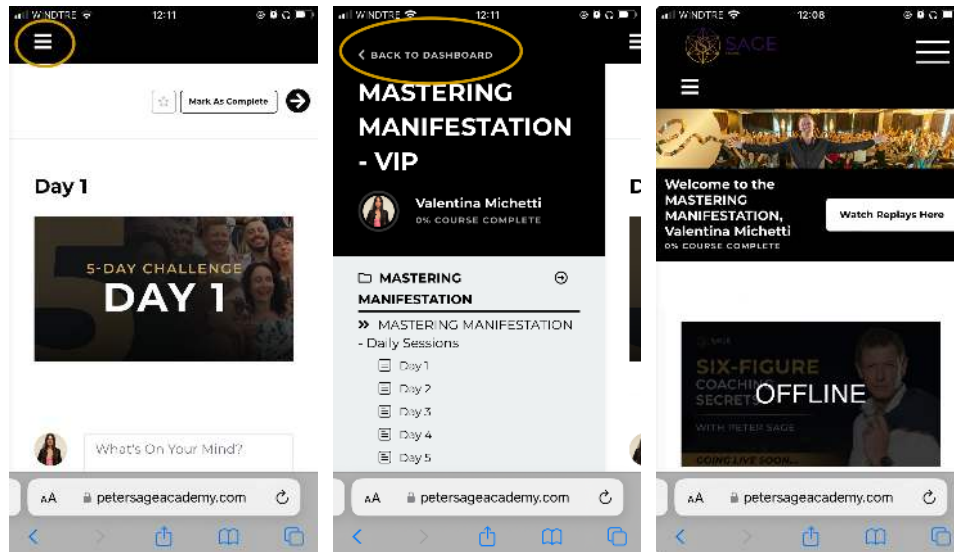 WINDTRE
12:11
Mark As Complete
Day 1
5-DAY CHALLENGE
DAY 1
What's On Your Mind?
AA petersageacademy.com
WINDTRE
12:11
BACK TO DASHBOARD
MASTERING
MANIFESTATION
- VIP
Valentina Michetti
0% COURSE COMPLETE
MASTERING
MANIFESTATION
MASTERING MANIFESTATION
- Daily Sessions
Day 1
Day 2
Day 3
Day 4
Day 5
D
AA petersageacademy.com
WINDTRE
12:08
SAGE
Welcome to the
MASTERING
MANIFESTATION,
Valentina Michetti
0% COURSE COMPLETE
Watch Replays Here
SAGE
SIX-FIGURE
COACHING
SECRETS
OFFLINE
WITH PETER SAGE
GOING LIVE SOON...
AA petersageacademy.com